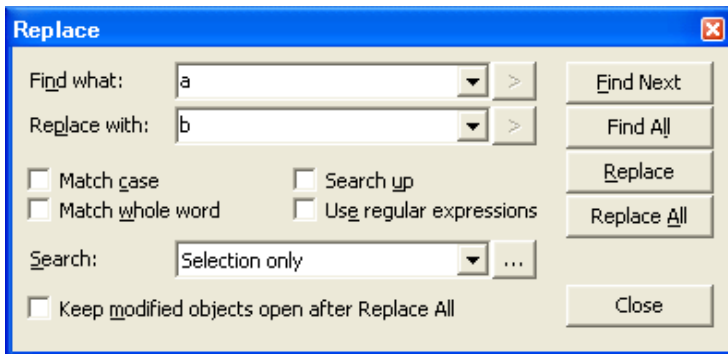 Replace
Find what: a > Find Next
Replace with: b > Find All
Match case Search up Replace
Match whole word Use regular expressions Replace All
Search: Selection only ...
Keep modified objects open after Replace All Close